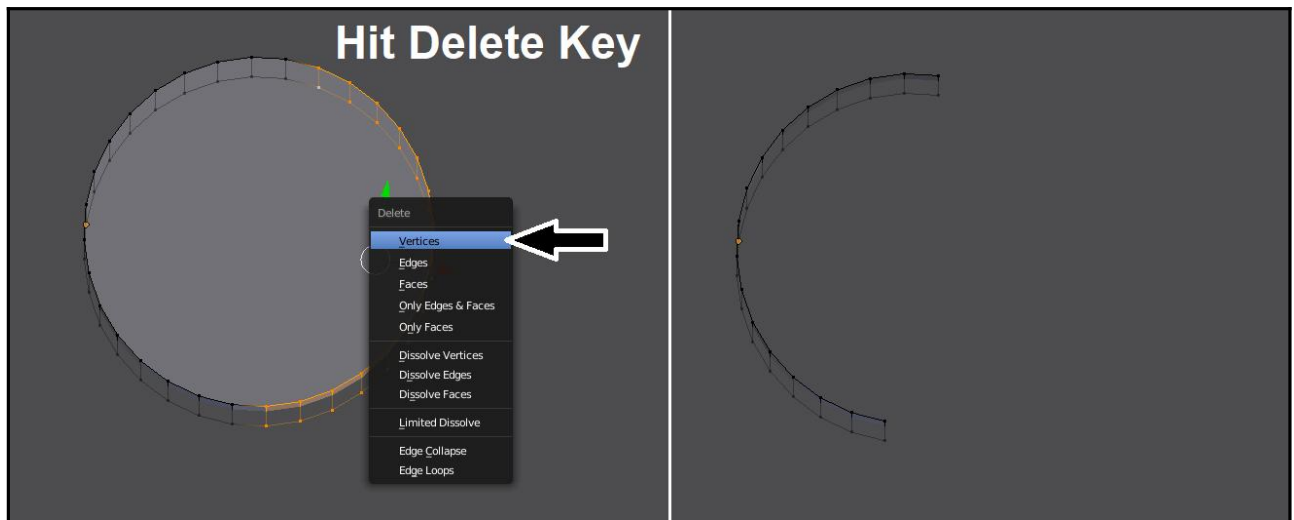 Hit Delete Key
Delete
Vertices
Edges
Faces
Only Edges & Faces
Only Faces
Dissolve Vertices
Dissolve Edges
Dissolve Faces
Limited Dissolve
Edge Collapse
Edge Loops